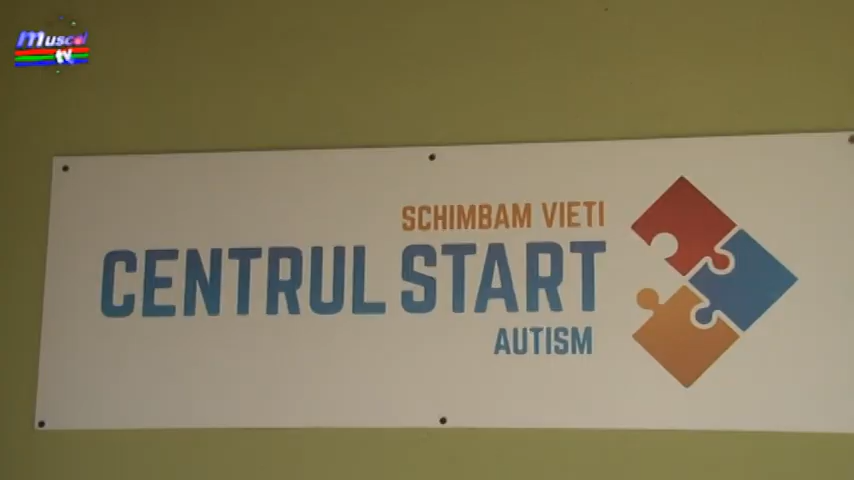 Muscel
tv
SCHIMBAM VIETI
CENTRUL START
AUTISM